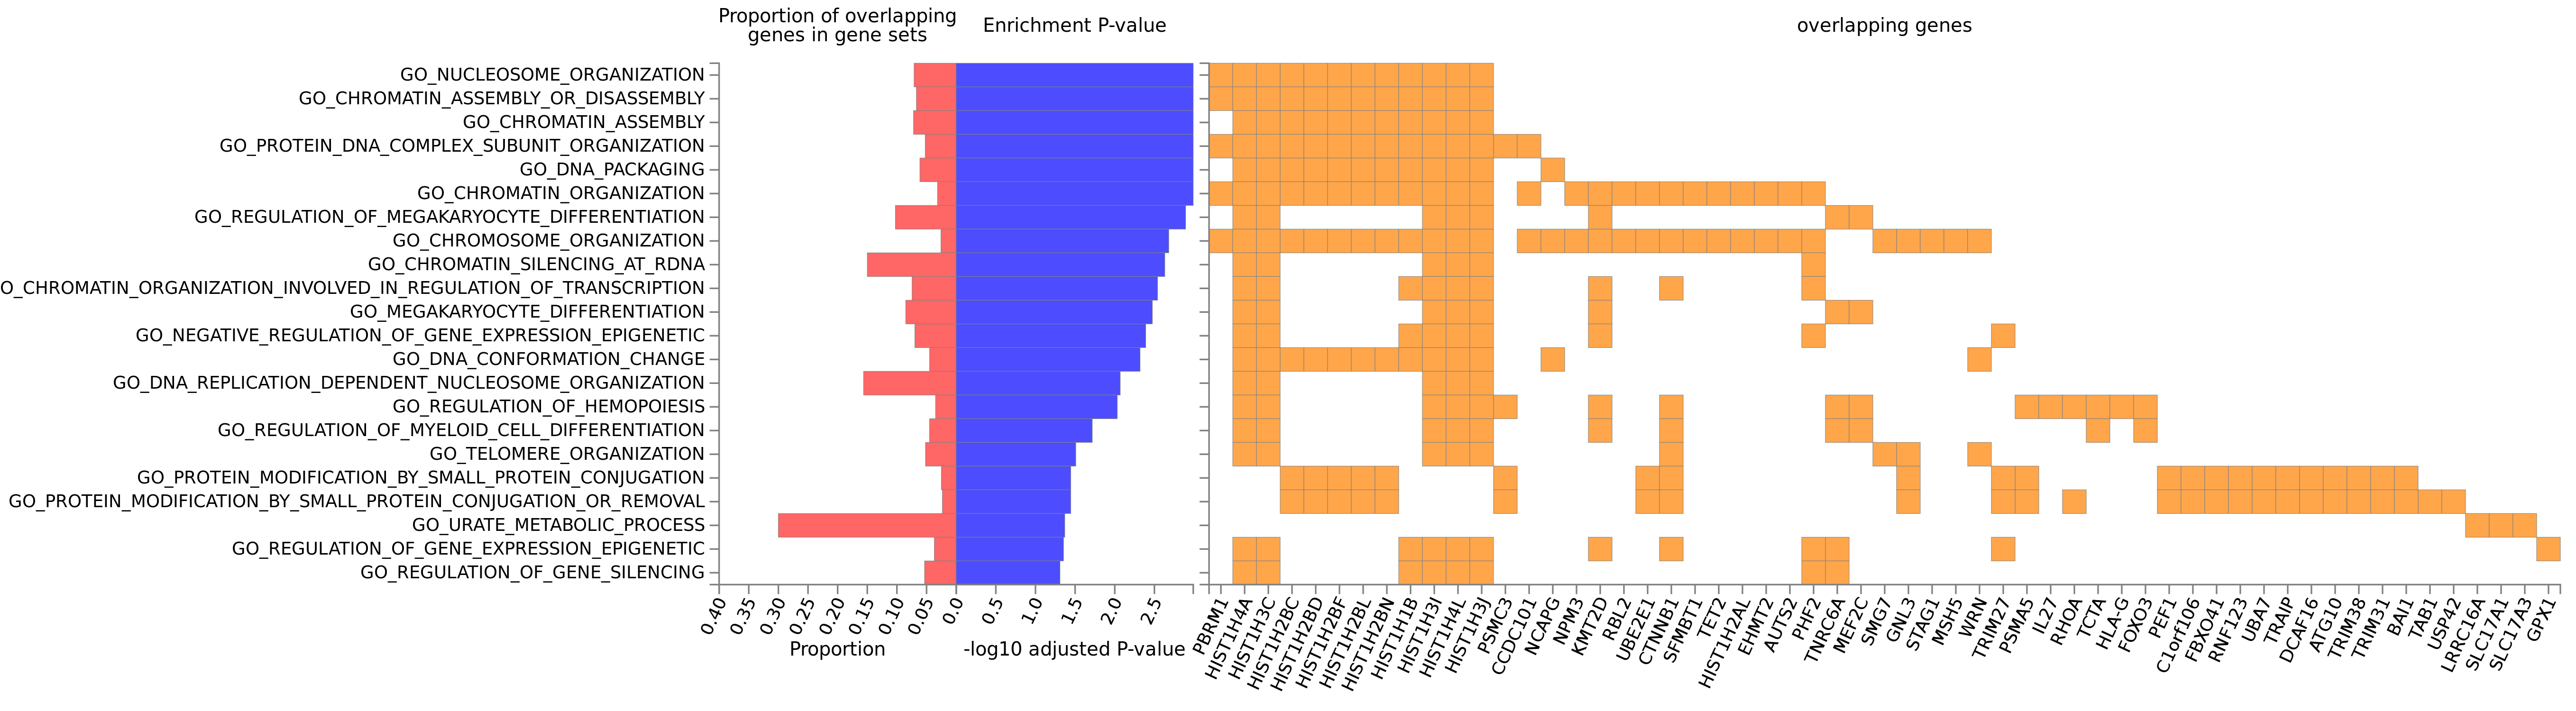 Proportion of overlapping
genes in gene sets
Enrichment P-value
overlapping genes
GO_NUCLEOSOME_ORGANIZATION
GO_CHROMATIN_ASSEMBLY_OR_DISASSEMBLY
GO_CHROMATIN_ASSEMBLY
GO_PROTEIN_DNA_COMPLEX_SUBUNIT_ORGANIZATION
GO_DNA_PACKAGING
GO_CHROMATIN_ORGANIZATION
GO_REGULATION_OF_MEGAKARYOCYTE_DIFFERENTIATION
GO_CHROMOSOME_ORGANIZATION
GO_CHROMATIN_SILENCING_AT_RDNA
O_CHROMATIN_ORGANIZATION_INVOLVED_IN_REGULATION_OF_TRANSCRIPTION
GO_MEGAKARYOCYTE_DIFFERENTIATION
GO_NEGATIVE_REGULATION_OF_GENE_EXPRESSION_EPIGENETIC
GO_DNA_CONFORMATION_CHANGE
GO_DNA_REPLICATION_DEPENDENT_NUCLEOSOME_ORGANIZATION
GO_REGULATION_OF_HEMOPOIESIS
GO_REGULATION_OF_MYELOID_CELL_DIFFERENTIATION
GO_TELOMERE_ORGANIZATION
GO_PROTEIN_MODIFICATION_BY_SMALL_PROTEIN_CONJUGATION
GO_PROTEIN_MODIFICATION_BY_SMALL_PROTEIN_CONJUGATION_OR_REMOVAL
GO_URATE_METABOLIC_PROCESS
GO_REGULATION_OF_GENE_EXPRESSION_EPIGENETIC
GO_REGULATION_OF_GENE_SILENCING
0.40
0.35
0.30
0.25
0.20
0.15
0.10
0.05
0.0
0.5
1.0
1.5
2.0
2.5
Proportion
-log10 adjusted P-value
PBRM1
HIST1H4A
HIST1H3C
HIST1H2BC
HIST1H2BD
HIST1H2BF
HIST1H2BL
HIST1H2BN
HIST1H1B
HIST1H3I
HIST1H4L
HIST1H3J
PSMC3
CCDC101
NCAPG
NPM3
KMT2D
RBL2
UBE2E1
CTNNB1
SFMBT1
TET2
HIST1H2AL
EHMT2
AUTS2
PHF2
TNRC6A
MEF2C
SMG7
GNL3
STAG1
MSH5
WRN
TRIM27
PSMA5
IL27
RHOA
TCTA
HLA-G
FOXO3
PEF1
C1orf106
FBXO41
RNF123
UBA7
TRAIP
DCAF16
ATG10
TRIM38
TRIM31
BAI1
TAB1
USP42
LRRC16A
SLC17A1
SLC17A3
GPX1